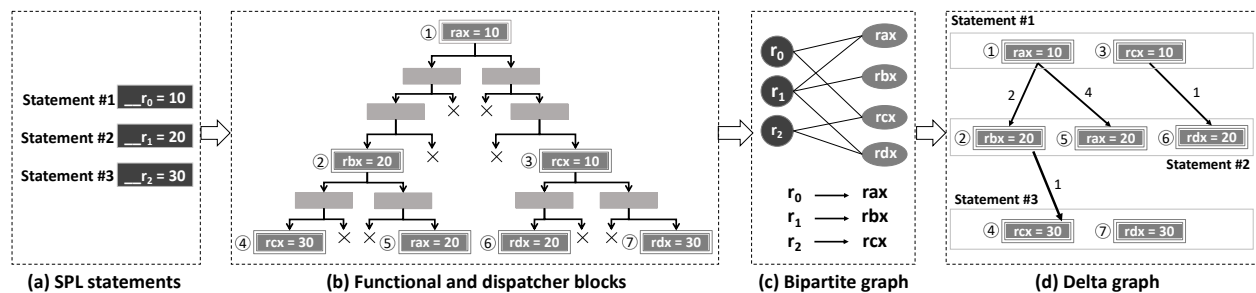 Statement #1 __r0 = 10
Statement #2 __r1 = 20
Statement #3 __r2 = 30
(a) SPL statements
① rax = 10
② rbx = 20
③ rcx = 10
④ rcx = 30
⑤ rax = 20
⑥ rdx = 20
⑦ rdx = 30
(b) Functional and dispatcher blocks
r0
r1
r2
rax
rbx
rcx
rdx
r0 → rax
r1 → rbx
r2 → rcx
(c) Bipartite graph
Statement #1
① rax = 10
③ rcx = 10
2
4
1
② rbx = 20
⑤ rax = 20
⑥ rdx = 20
Statement #2
1
Statement #3
④ rcx = 30
⑦ rdx = 30
(d) Delta graph